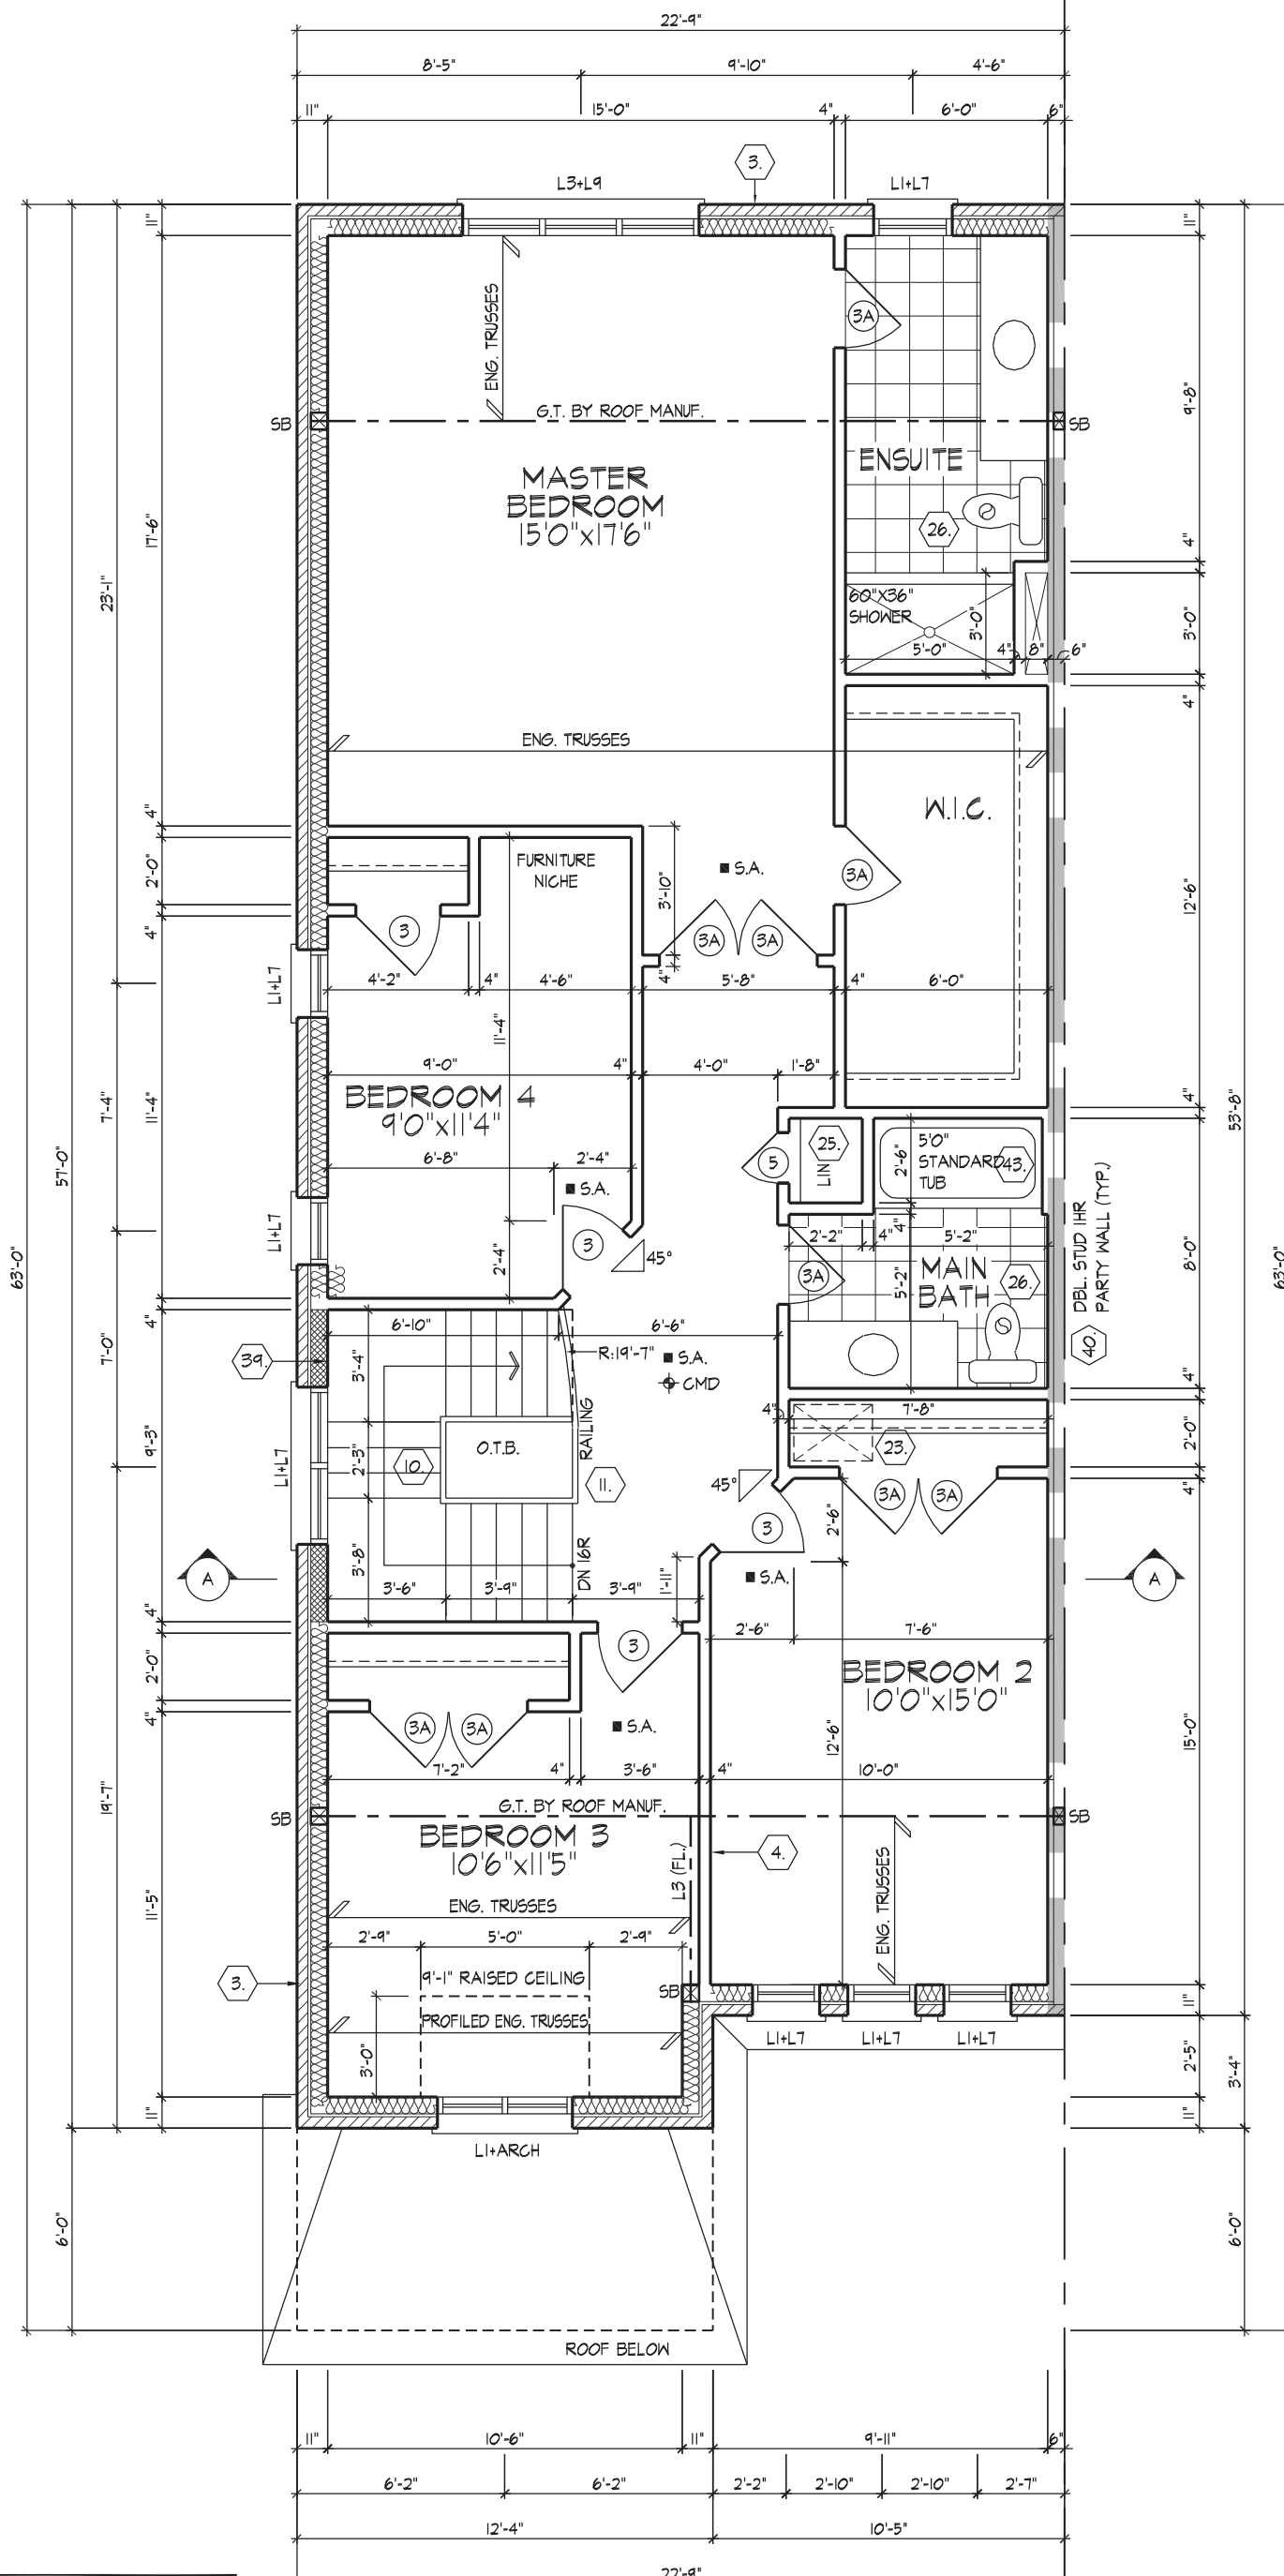 22'-9"
8'-5" 9'-10" 4'-6"
11" 15'-0" 4" 6'-0" 6"
3.
L3+L9 L1+L7
11" 11"
3A
ENG. TRUSSES
9'-8"
SB G.T. BY ROOF MANUF. SB
ENSUITE
MASTER
BEDROOM
15'0"x17'6"
26.
17'-6"
4"
23'-1"
60"X36"
SHOWER
3'-0"
3'-0"
5'-0" 4" 8" 6"
4"
ENG. TRUSSES
W.I.C.
4"
2'-0"
4"
FURNITURE
NICHE
3'-10"
S.A.
3A
12'-6"
3
3A 3A
L1+L7
4'-2" 4" 4'-6" 4" 5'-8" 4" 6'-0"
11'-4"
9'-0" 4" 4'-0" 1'-8"
BEDROOM 4
9'0"x11'4"
7'-4"
11'-4"
4"
53'-8"
57'-0"
5
LIN
25.
2'-6"
5'0"
STANDARD
TUB
43.
6'-8" 2'-4"
S.A.
L1+L7
3
45°
2'-4"
2'-2" 4" 4" 5'-2"
3A
MAIN
BATH
5'-2"
26.
8'-0"
DBL. STUD 1HR
PARTY WALL (TYP.)
40.
63'-0"
63'-0"
4"
7'-0"
6'-10" 6'-6"
39.
3'-4"
R:19'-7"
S.A.
CMD
4"
4" 7'-8"
RAILING
O.T.B.
10.
2'-3"
11.
23.
2'-0"
9'-3"
L1+L7
45°
4"
3A 3A
3
2'-6"
3'-8"
DN 16R
1'-11"
A
A
S.A.
3'-6" 3'-9" 3'-9"
4"
3
2'-6" 7'-6"
2'-0"
4"
BEDROOM 2
10'0"x15'0"
3A 3A
S.A.
12'-6"
15'-0"
7'-2" 4" 3'-6" 4" 10'-0"
19'-7"
SB G.T. BY ROOF MANUF. SB
BEDROOM 3
10'6"x11'5"
L3 (FL.)
4.
11'-5"
ENG. TRUSSES
ENG. TRUSSES
2'-9" 5'-0" 2'-9"
3.
9'-1" RAISED CEILING
SB
11"
PROFILED ENG. TRUSSES
L1+L7 L1+L7 L1+L7
3'-0"
2'-5"
3'-4"
11" 11"
L1+ARCH
6'-0" 6'-0"
ROOF BELOW
11" 10'-6" 11" 9'-11" 6"
6'-2" 6'-2" 2'-2" 2'-10" 2'-10" 2'-7"
12'-4" 10'-5"
22'-9"